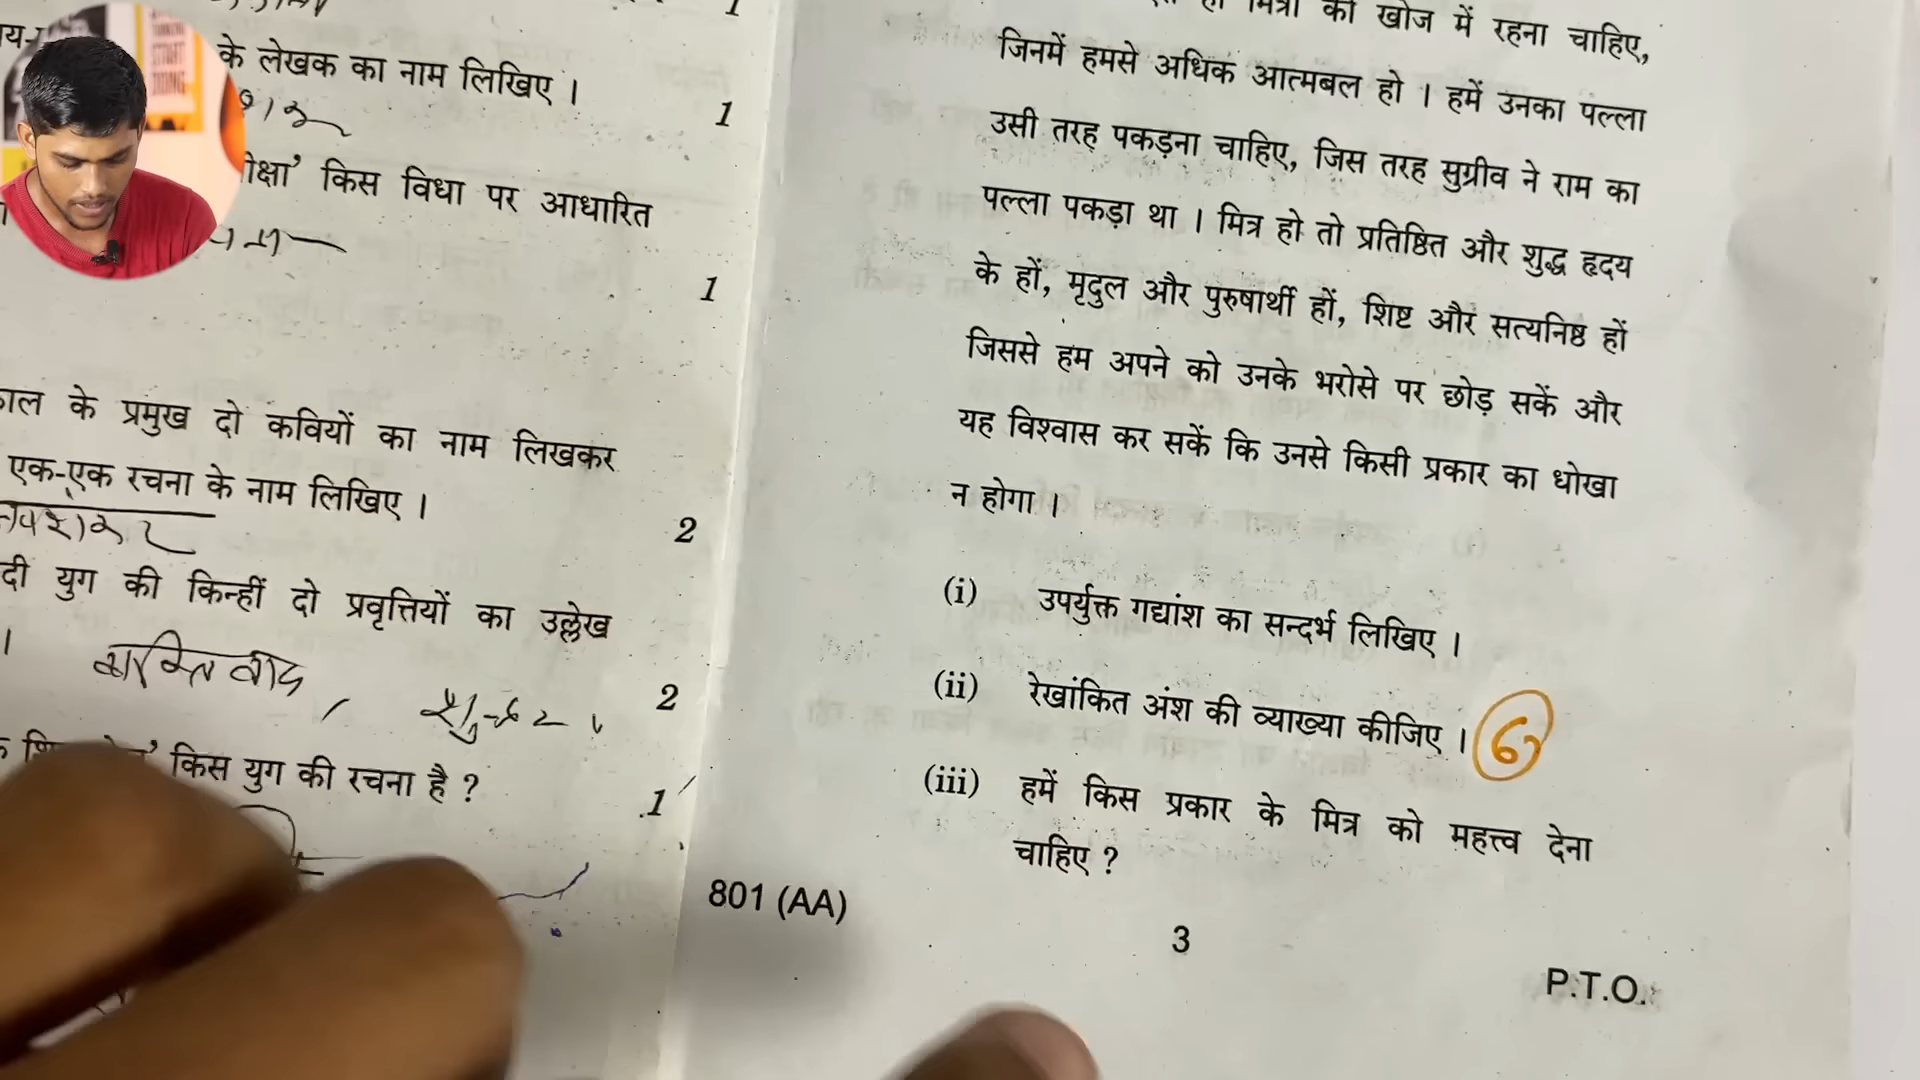 1
के लेखक का नाम लिखिए ।
1
किस विधा पर आधारित
1
के प्रमुख दो कवियों का नाम लिखकर
एक-एक रचना के नाम लिखिए ।
2
युग की किन्हीं दो प्रवृत्तियों का उल्लेख
।
2
किस युग की रचना है ?
1
मित्रों की खोज में रहना चाहिए,
जिनमें हमसे अधिक आत्मबल हो । हमें उनका पल्ला
उसी तरह पकड़ना चाहिए, जिस तरह सुग्रीव ने राम का
पल्ला पकड़ा था । मित्र हो तो प्रतिष्ठित और शुद्ध हृदय
के हों, मृदुल और पुरुषार्थी हों, शिष्ट और सत्यनिष्ठ हों
जिससे हम अपने को उनके भरोसे पर छोड़ सकें और
यह विश्वास कर सकें कि उनसे किसी प्रकार का धोखा
न होगा ।
(i) उपर्युक्त गद्यांश का सन्दर्भ लिखिए ।
(ii) रेखांकित अंश की व्याख्या कीजिए । 6
(iii) हमें किस प्रकार के मित्र को महत्त्व देना
चाहिए ?
801 (AA)
3
P.T.O.